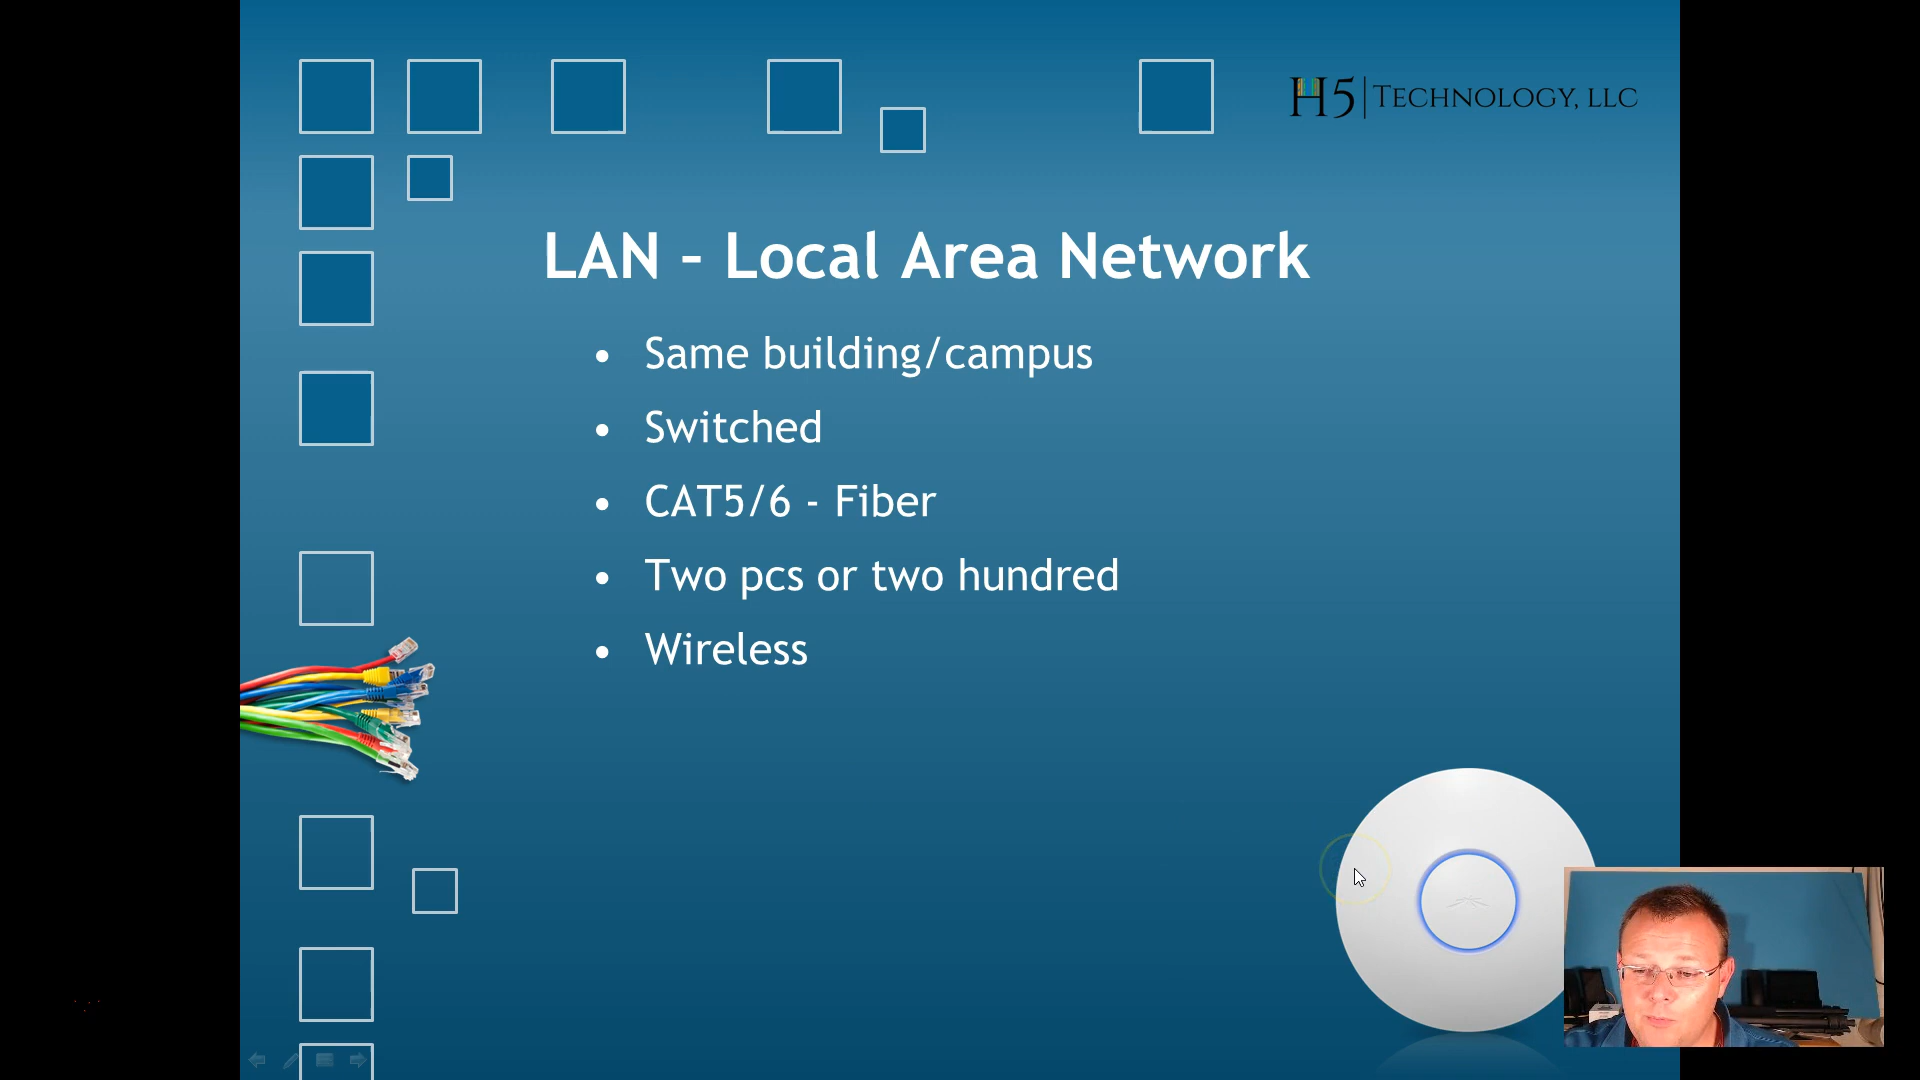 H5 | Technology, LLC
LAN – Local Area Network
• Same building/campus
• Switched
• CAT5/6 - Fiber
• Two pcs or two hundred
• Wireless